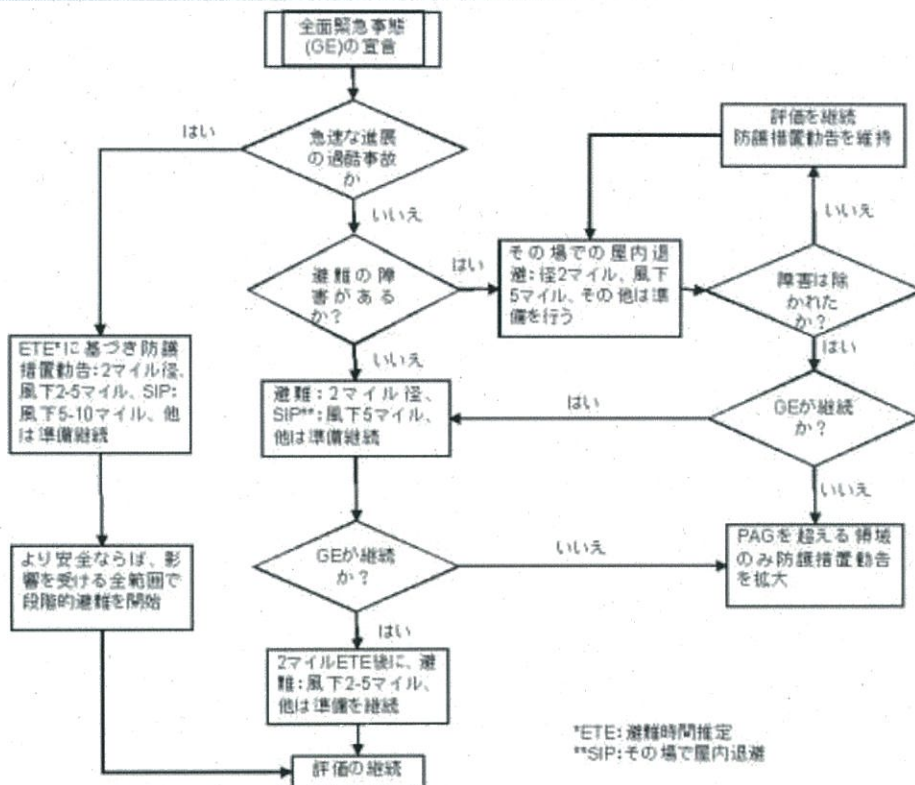 全面緊急事態
(GE)の宣言
はい
急速な進展
の過酷事故
か
いいえ
評価を継続
防護措置勧告を維持
いいえ
避難の障
害があるか
か？
はい
その場での屋内退
避：径2マイル、風下
5マイル、その他は準
備を行う
障害は除
かれた
か？
はい
いいえ
ETE*に基づき防護
措置勧告：2マイル径、
風下2-5マイル、SIP：
風下5-10マイル、他
は準備継続
避難：2マイル径、
SIP**：風下5マイル、
他は準備継続
はい
GEが継続
か？
いいえ
より安全ならば、影
響を受ける全範囲で
段階的避難を開始
GEが継続
か？
いいえ
PAGを超える領域
のみ防護措置勧告
を拡大
はい
2マイルETE後に、避
難：風下2-5マイル、
他は準備を継続
*ETE：避難時間推定
**SIP：その場で屋内退避
評価の継続